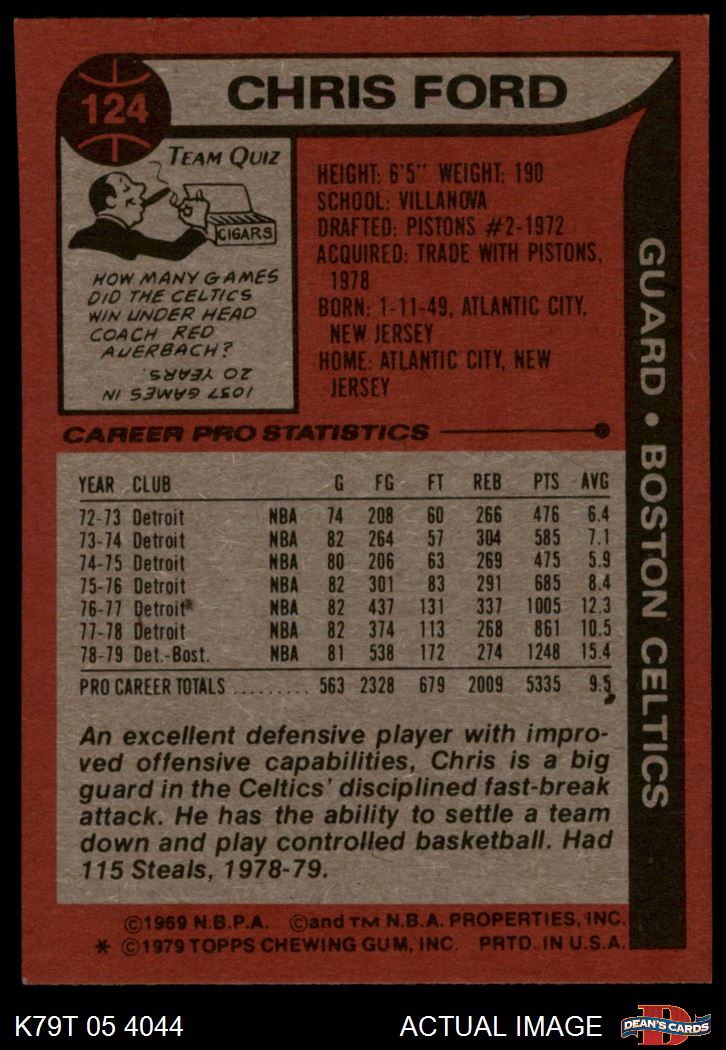 124
CHRIS FORD
TEAM QUIZ
CIGARS
HOW MANY GAMES
DID THE CELTICS
WIN UNDER HEAD
COACH RED
AUERBACH?
1037 GAMES IN
20 YEARS.
HEIGHT: 6'5" WEIGHT: 190
SCHOOL: VILLANOVA
DRAFTED: PISTONS #2-1972
ACQUIRED: TRADE WITH PISTONS,
1978
BORN: 1-11-49, ATLANTIC CITY,
NEW JERSEY
HOME: ATLANTIC CITY, NEW
JERSEY
GUARD • BOSTON CELTICS
CAREER PRO STATISTICS
YEAR CLUB G FG FT REB PTS AVG
72-73 Detroit NBA 74 208 60 266 476 6.4
73-74 Detroit NBA 82 264 57 304 585 7.1
74-75 Detroit NBA 80 206 63 269 475 5.9
75-76 Detroit NBA 82 301 83 291 685 8.4
76-77 Detroit NBA 82 437 131 337 1005 12.3
77-78 Detroit NBA 82 374 113 268 861 10.5
78-79 Det.-Bost. NBA 81 538 172 274 1248 15.4
PRO CAREER TOTALS ......... 563 2328 679 2009 5335 9.5
An excellent defensive player with impro-
ved offensive capabilities, Chris is a big
guard in the Celtics' disciplined fast-break
attack. He has the ability to settle a team
down and play controlled basketball. Had
115 Steals, 1978-79.
©1969 N.B.P.A. ©and TM N.B.A. PROPERTIES, INC.
* ©1979 TOPPS CHEWING GUM, INC. PRTD. IN U.S.A.
K79T 05 4044
ACTUAL IMAGE
D
DEAN'S CARDS